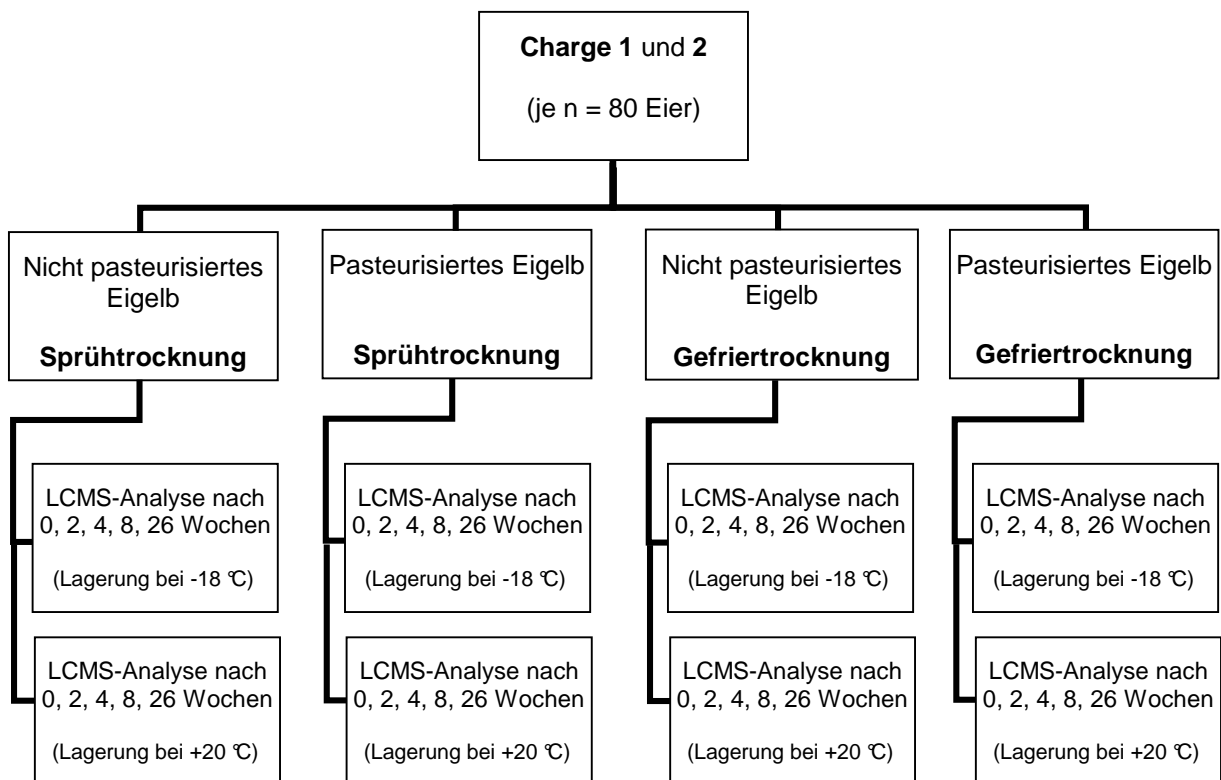 Charge 1 und 2
(je n = 80 Eier)
Nicht pasteurisiertes
Eigelb
Sprühtrocknung
Pasteurisiertes Eigelb
Sprühtrocknung
Nicht pasteurisiertes
Eigelb
Gefriertrocknung
Pasteurisiertes Eigelb
Gefriertrocknung
LCMS-Analyse nach
0, 2, 4, 8, 26 Wochen
(Lagerung bei -18 °C)
LCMS-Analyse nach
0, 2, 4, 8, 26 Wochen
(Lagerung bei -18 °C)
LCMS-Analyse nach
0, 2, 4, 8, 26 Wochen
(Lagerung bei -18 °C)
LCMS-Analyse nach
0, 2, 4, 8, 26 Wochen
(Lagerung bei -18 °C)
LCMS-Analyse nach
0, 2, 4, 8, 26 Wochen
(Lagerung bei +20 °C)
LCMS-Analyse nach
0, 2, 4, 8, 26 Wochen
(Lagerung bei +20 °C)
LCMS-Analyse nach
0, 2, 4, 8, 26 Wochen
(Lagerung bei +20 °C)
LCMS-Analyse nach
0, 2, 4, 8, 26 Wochen
(Lagerung bei +20 °C)